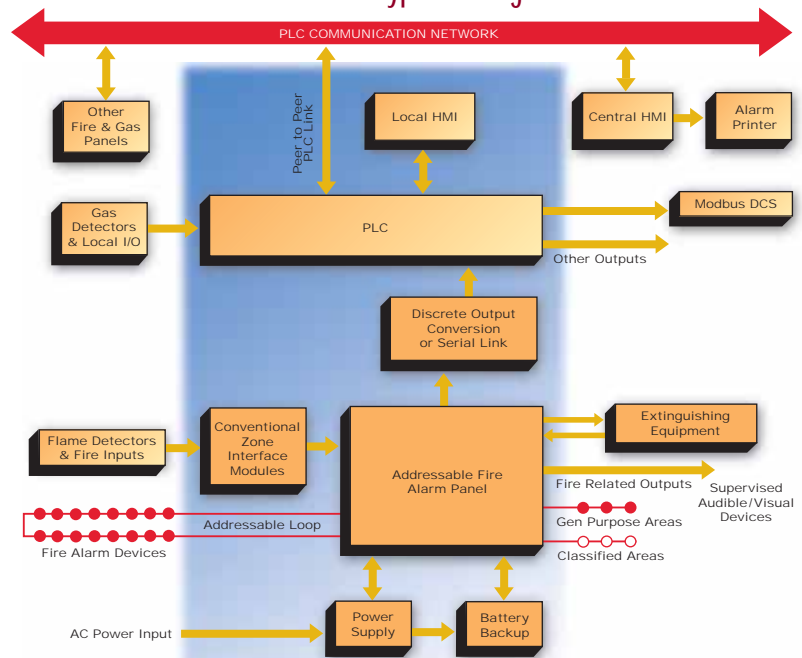 PLC COMMUNICATION NETWORK
Other
Fire & Gas
Panels
Peer to Peer
PLC Link
Local HMI
Central HMI
Alarm
Printer
Gas
Detectors
& Local I/O
PLC
Modbus DCS
Other Outputs
Discrete Output
Conversion
or Serial Link
Flame Detectors
& Fire Inputs
Conventional
Zone
Interface
Modules
Addressable Fire
Alarm Panel
Extinguishing
Equipment
Fire Related Outputs
Supervised
Audible/Visual
Devices
Addressable Loop
Fire Alarm Devices
Gen Purpose Areas
Classified Areas
AC Power Input
Power
Supply
Battery
Backup